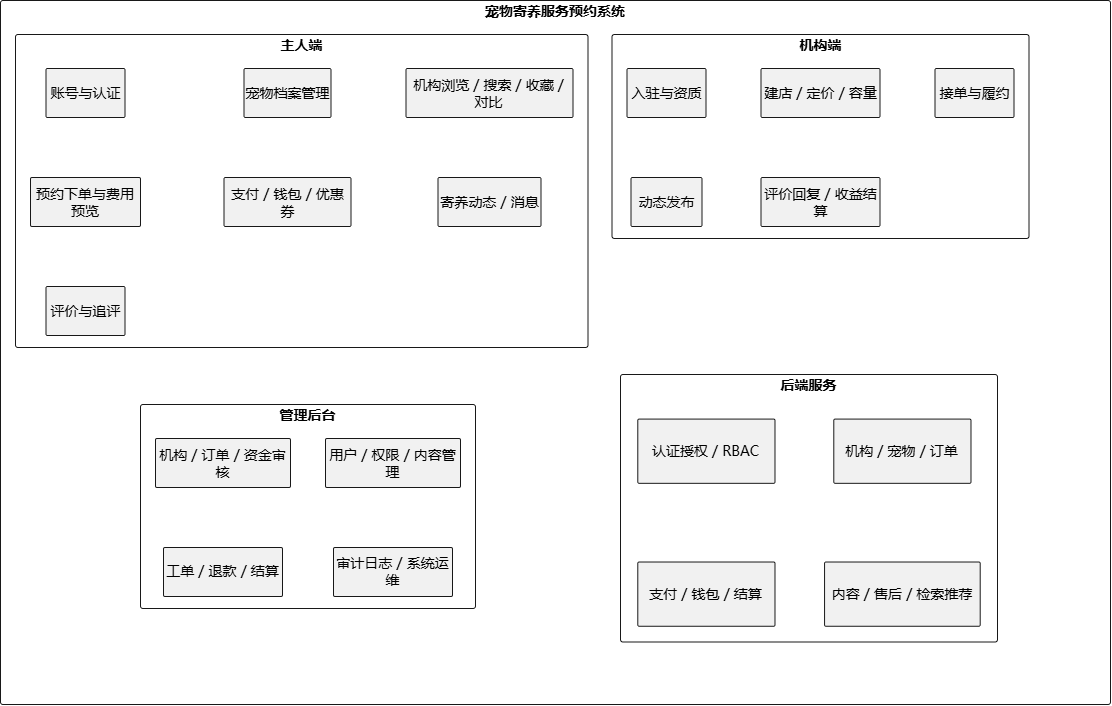 宠物寄养服务预约系统
主人端
账号与认证
宠物档案管理
机构浏览 / 搜索 / 收藏 /
对比
预约下单与费用
预览
支付 / 钱包 / 优惠
券
寄养动态 / 消息
评价与追评
机构端
入驻与资质
建店 / 定价 / 容量
接单与履约
动态发布
评价回复 / 收益结
算
管理后台
机构 / 订单 / 资金审
核
用户 / 权限 / 内容管
理
工单 / 退款 / 结算
审计日志 / 系统运
维
后端服务
认证授权 / RBAC
机构 / 宠物 / 订单
支付 / 钱包 / 结算
内容 / 售后 / 检索推荐